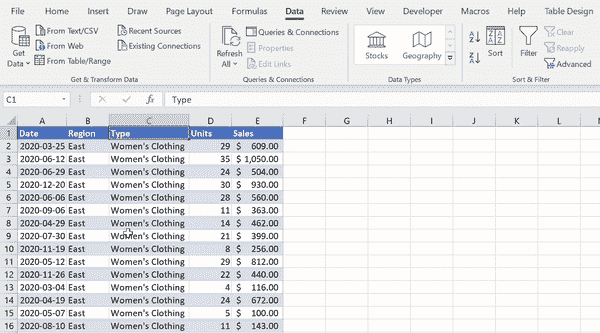 File Home Insert Draw Page Layout Formulas Data Review View Developer Macros Help Table Design
Get Data
From Text/CSV
From Web
From Table/Range
Recent Sources
Existing Connections
Get & Transform Data
Refresh All
Queries & Connections
Properties
Edit Links
Queries & Connections
Stocks
Geography
Data Types
Sort
Filter
Clear
Reapply
Advanced
Sort & Filter
C1 fx Type
A B C D E F G H I J K L
1 Date Region Type Units Sales
2 2020-03-25 East Women's Clothing 29 $ 609.00
3 2020-06-12 East Women's Clothing 35 $ 1,050.00
4 2020-06-29 East Women's Clothing 24 $ 504.00
5 2020-12-20 East Women's Clothing 30 $ 930.00
6 2020-06-06 East Women's Clothing 28 $ 560.00
7 2020-09-06 East Women's Clothing 11 $ 363.00
8 2020-04-29 East Women's Clothing 14 $ 462.00
9 2020-07-30 East Women's Clothing 21 $ 399.00
10 2020-11-19 East Women's Clothing 8 $ 256.00
11 2020-05-12 East Women's Clothing 29 $ 812.00
12 2020-11-26 East Women's Clothing 22 $ 440.00
13 2020-03-04 East Women's Clothing 4 $ 116.00
14 2020-04-19 East Women's Clothing 24 $ 672.00
15 2020-05-07 East Women's Clothing 5 $ 100.00
16 2020-08-10 East Women's Clothing 11 $ 143.00